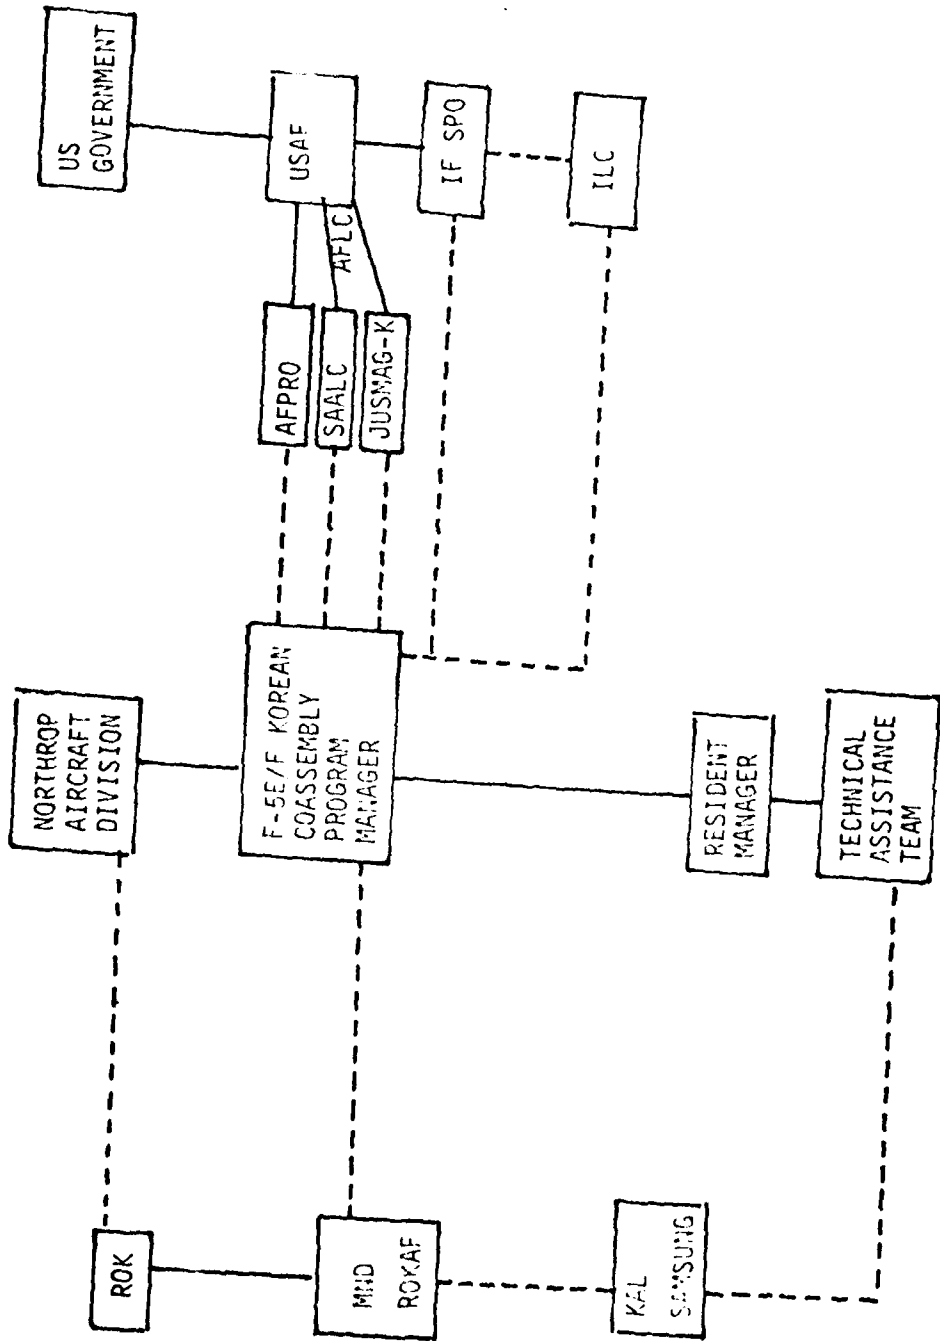 US
GOVERNMENT
USAF
IF SPO
ILC
AFLC
AFPRO
SAALC
JUSMAG-K
NORTHROP
AIRCRAFT
DIVISION
F-5E/F KOREAN
COASSEMBLY
PROGRAM
MANAGER
RESIDENT
MANAGER
TECHNICAL
ASSISTANCE
TEAM
ROK
MND
ROKAF
KAL
SAMSUNG